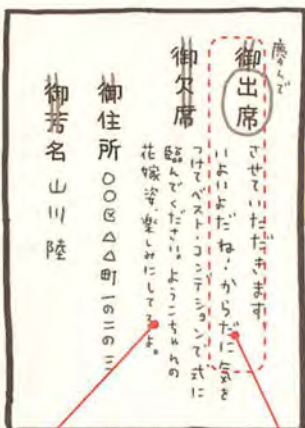 慶んで
御出席 させていただきます
いよいよだね！からだに気を
つけてベスト・コンデションで式に
臨んでください。ようこちゃんの
花嫁姿、楽しみにしてるよ。
御欠席
御住所 〇〇区△△町一の二の三
御芳名 山川陸